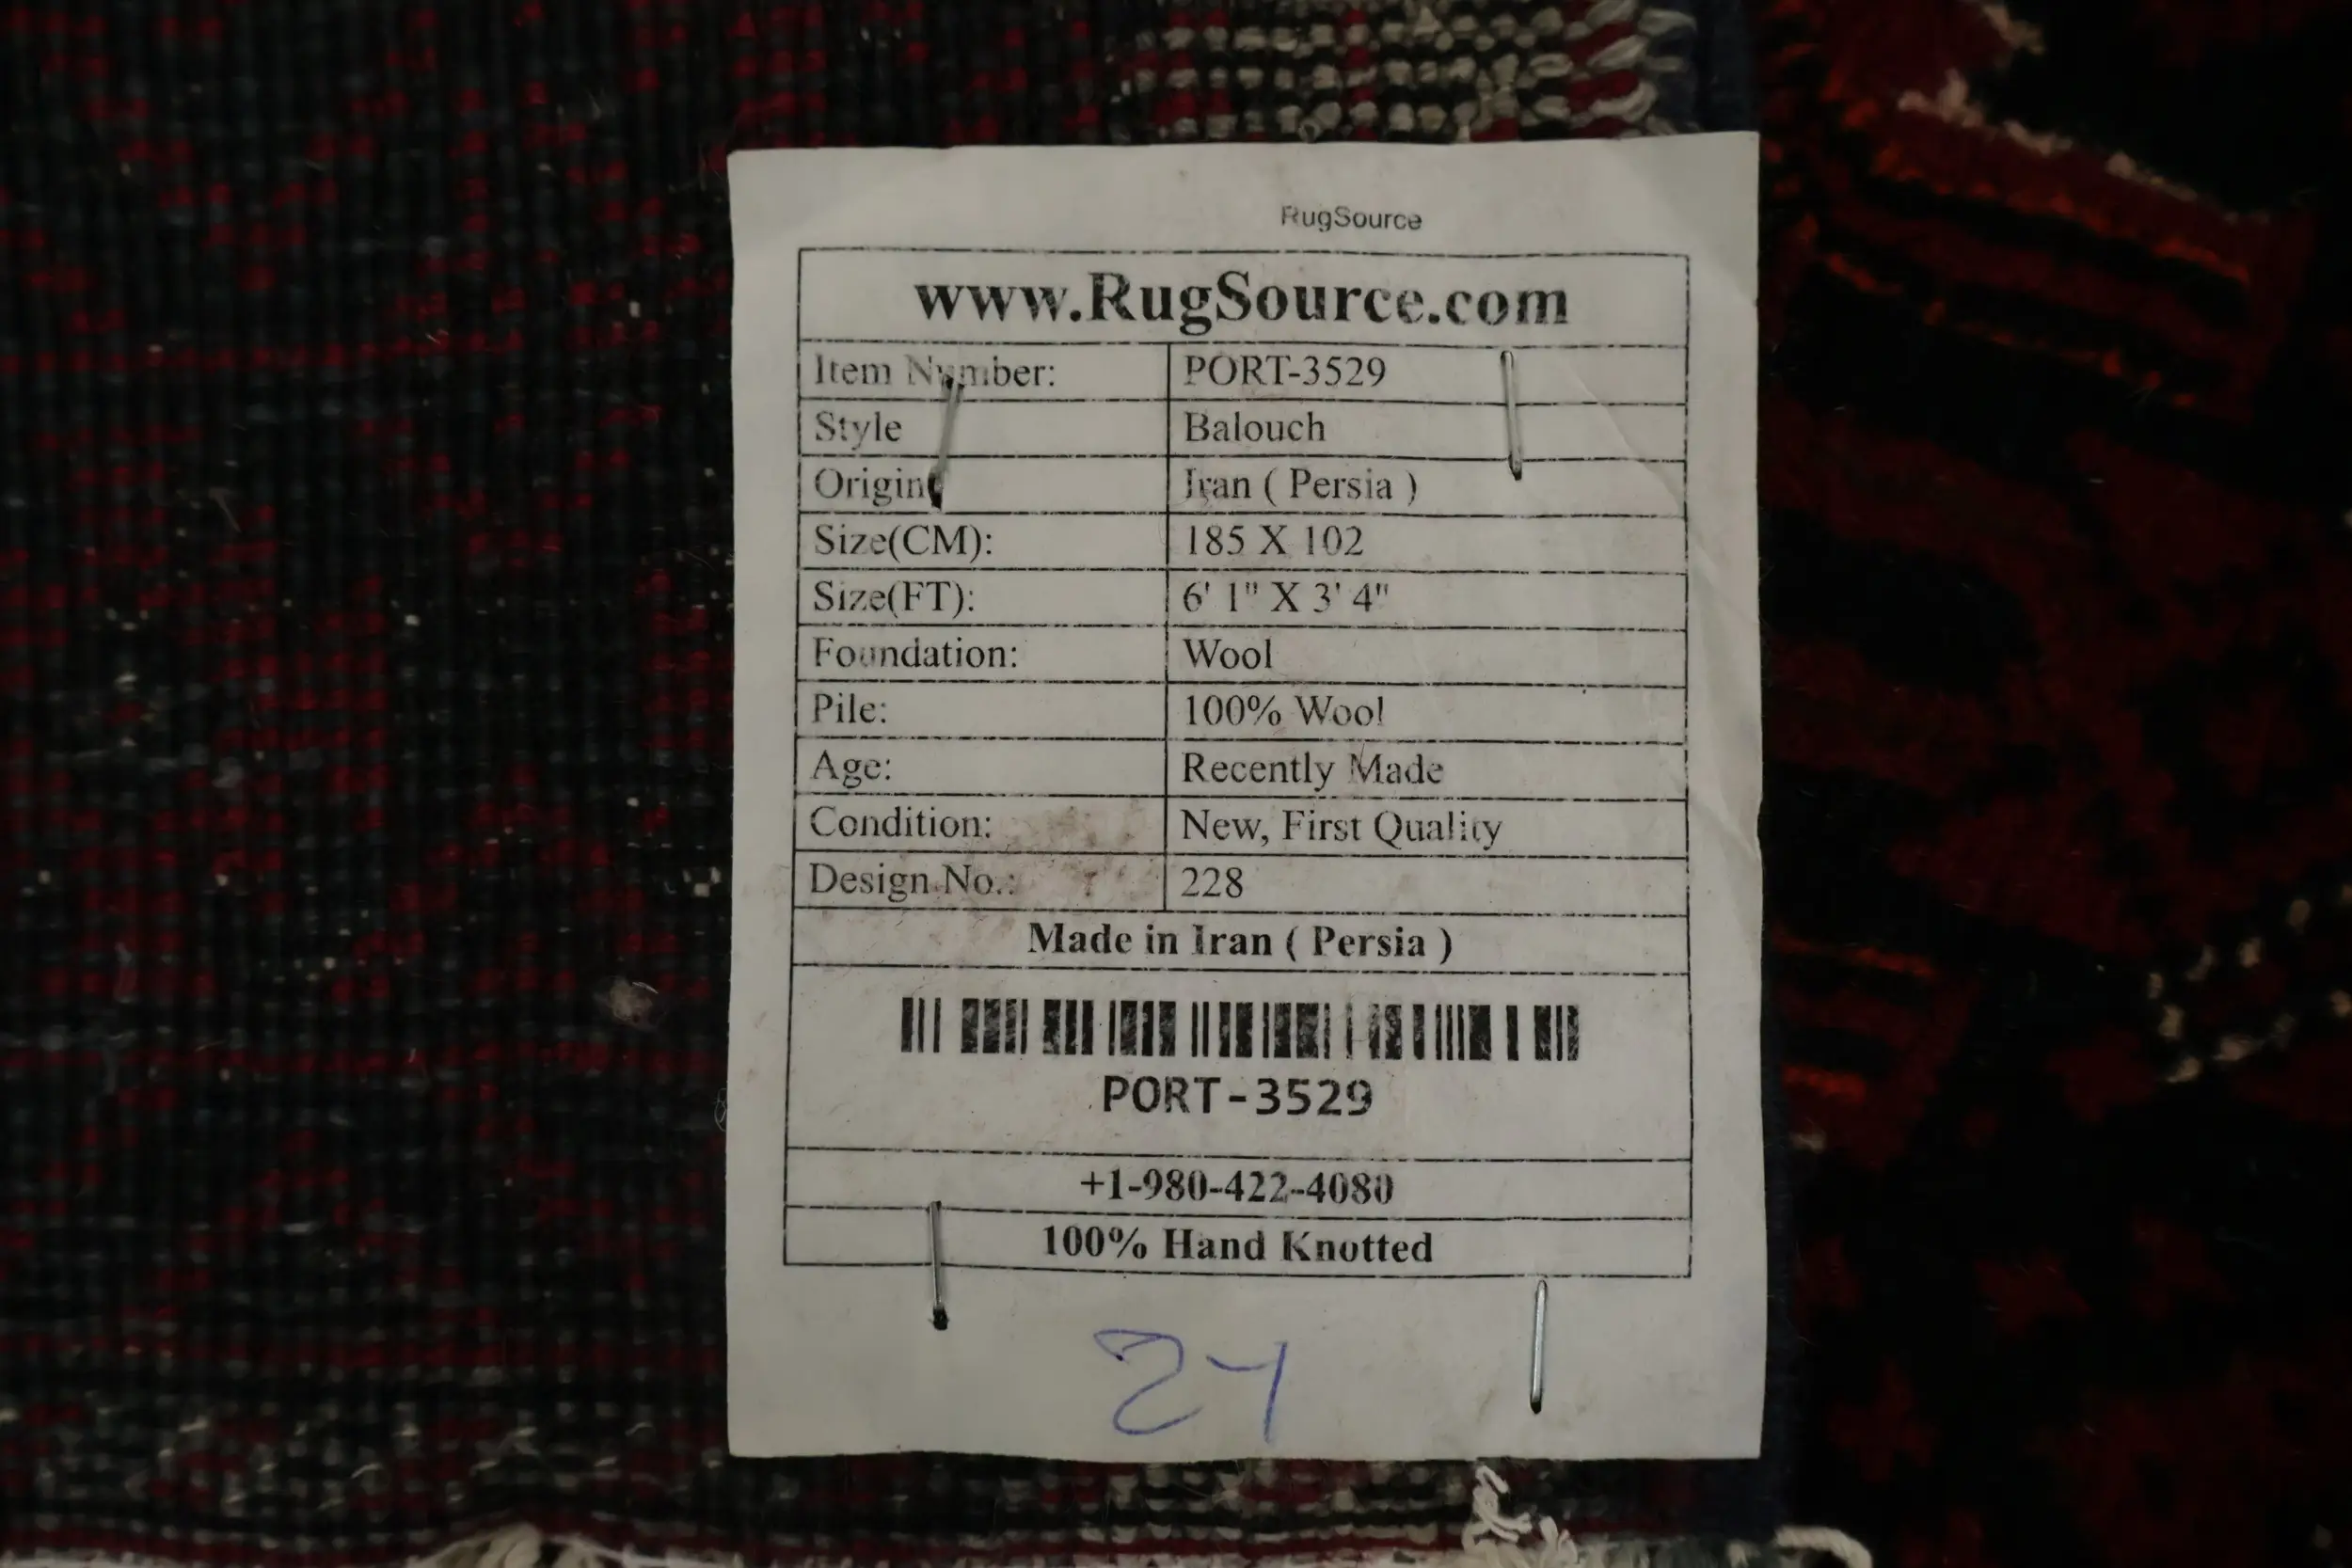 RugSource
www.RugSource.com
Item Number: PORT-3529
Style Balouch
Origin Iran ( Persia )
Size(CM): 185 X 102
Size(FT): 6' 1" X 3' 4"
Foundation: Wool
Pile: 100% Wool
Age: Recently Made
Condition: New, First Quality
Design No.: 228
Made in Iran ( Persia )
PORT-3529
+1-980-422-4080
100% Hand Knotted
24